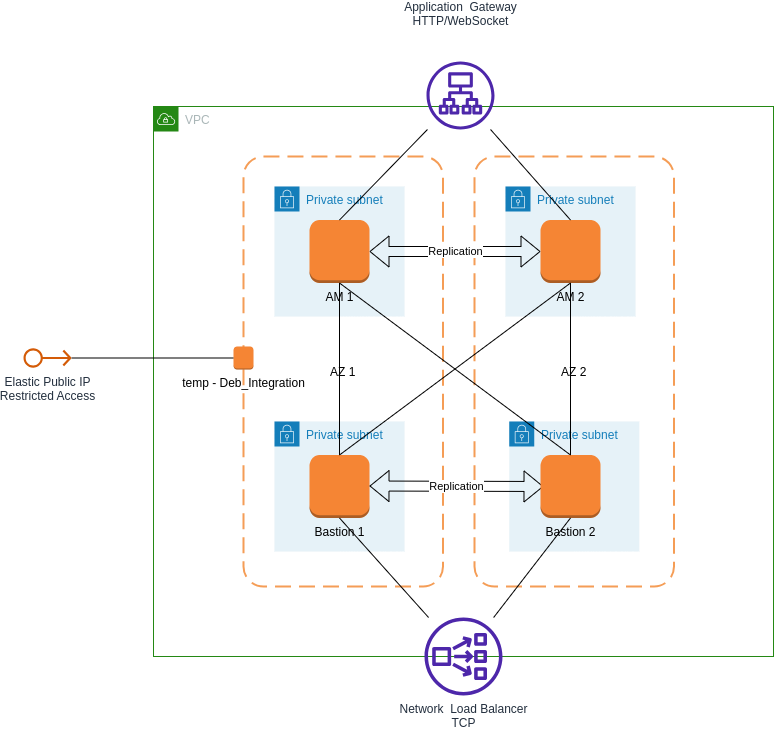 Application Gateway
HTTP/WebSocket
VPC
Private subnet
Private subnet
Replication
AM 1
AM 2
AZ 1
AZ 2
Elastic Public IP
Restricted Access
temp - Deb_Integration
Private subnet
Private subnet
Replication
Bastion 1
Bastion 2
Network Load Balancer
TCP